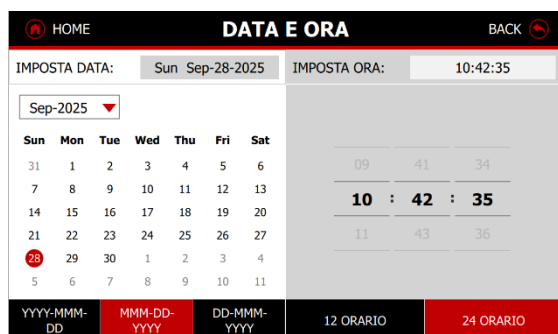 HOME DATA E ORA BACK
IMPOSTA DATA: Sun Sep-28-2025 IMPOSTA ORA: 10:42:35
Sep-2025
Sun Mon Tue Wed Thu Fri Sat
31 1 2 3 4 5 6
7 8 9 10 11 12 13
14 15 16 17 18 19 20
21 22 23 24 25 26 27
28 29 30 1 2 3 4
5 6 7 8 9 10 11
09 41 34
10 : 42 : 35
11 43 36
YYYY-MMM-
DD
MMM-DD-
YYYY
DD-MMM-
YYYY
12 ORARIO
24 ORARIO